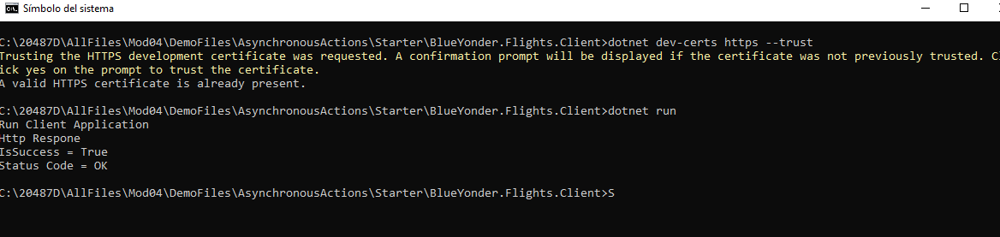 Símbolo del sistema
C:\20487D\AllFiles\Mod04\DemoFiles\AsynchronousActions\Starter\BlueYonder.Flights.Client>dotnet dev-certs https --trust
Trusting the HTTPS development certificate was requested. A confirmation prompt will be displayed if the certificate was not previously trusted. Cl
ick yes on the prompt to trust the certificate.
A valid HTTPS certificate is already present.
C:\20487D\AllFiles\Mod04\DemoFiles\AsynchronousActions\Starter\BlueYonder.Flights.Client>dotnet run
Run Client Application
Http Respone
IsSuccess = True
Status Code = OK
C:\20487D\AllFiles\Mod04\DemoFiles\AsynchronousActions\Starter\BlueYonder.Flights.Client>S